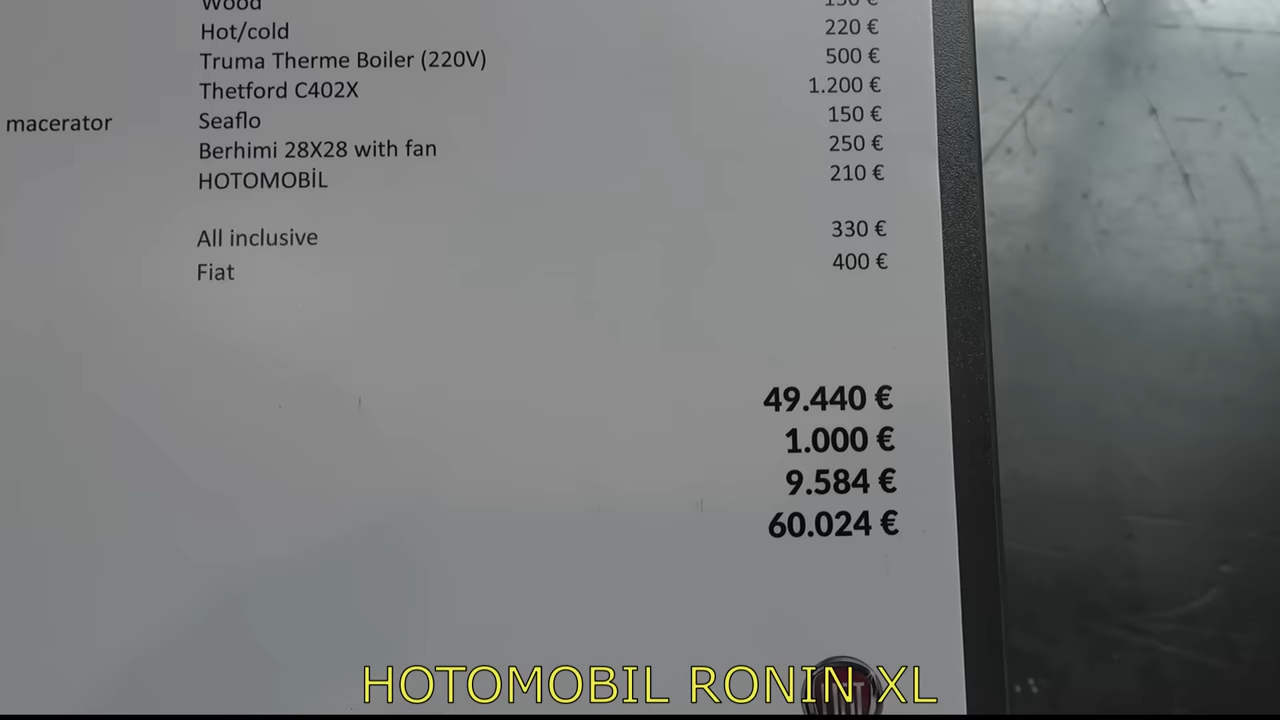 Wood 150 €
Hot/cold 220 €
Truma Therme Boiler (220V) 500 €
Thetford C402X 1.200 €
macerator Seaflo 150 €
Berhimi 28X28 with fan 250 €
HOTOMOBİL 210 €
All inclusive 330 €
Fiat 400 €
49.440 €
1.000 €
9.584 €
60.024 €
HOTOMOBIL RONIN XL